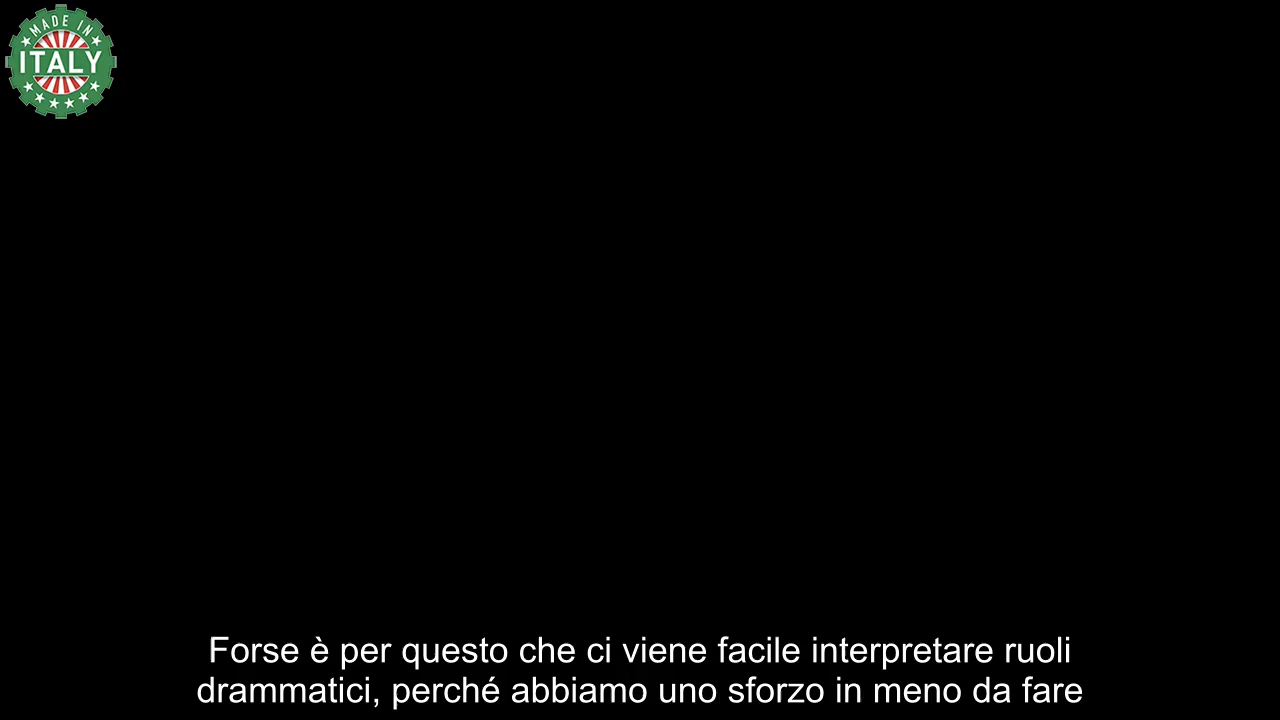 MADE IN
ITALY
Forse è per questo che ci viene facile interpretare ruoli
drammatici, perché abbiamo uno sforzo in meno da fare